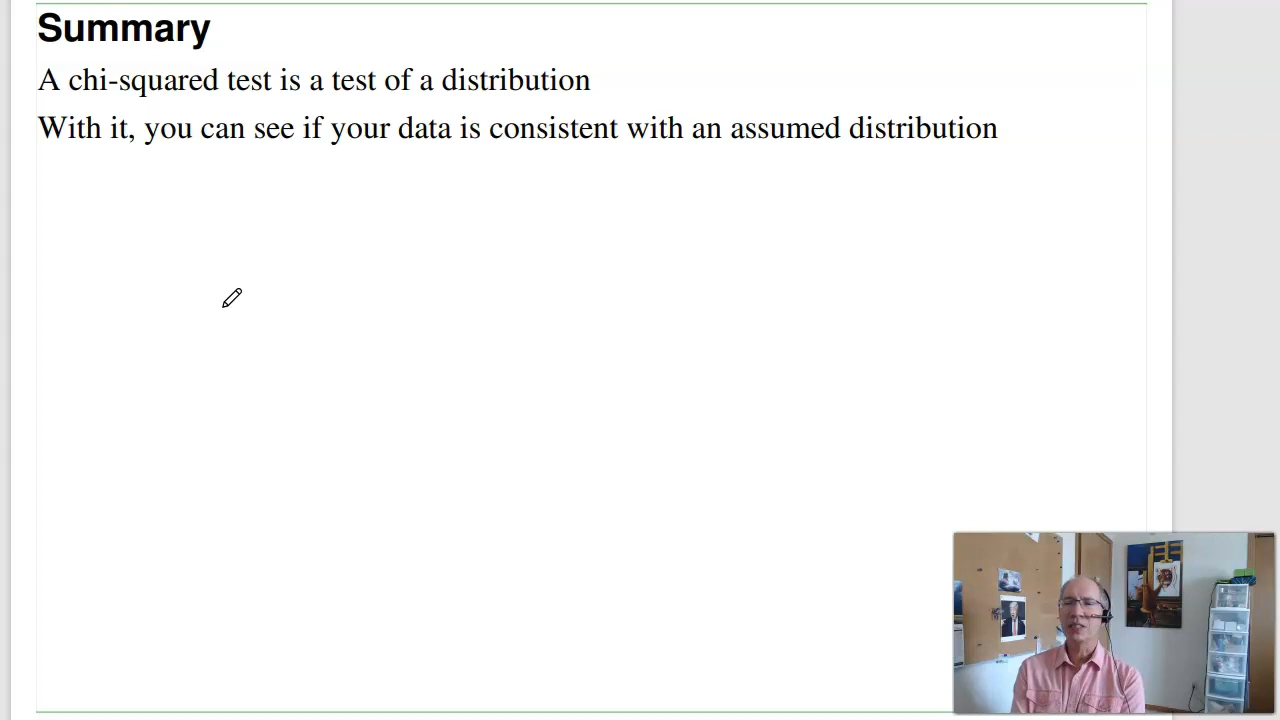 Summary
A chi-squared test is a test of a distribution
With it, you can see if your data is consistent with an assumed distribution